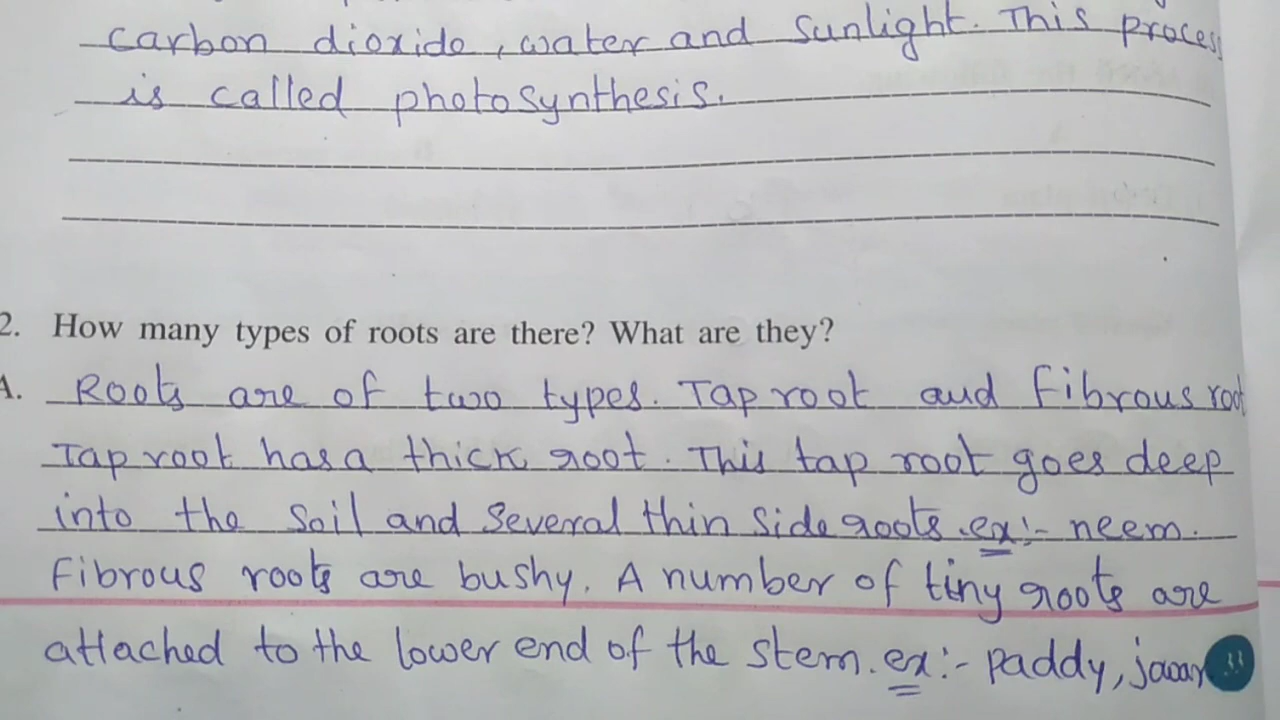 carbon dioxide, water and Sunlight. This process
is called photosynthesis.
2. How many types of roots are there? What are they?
A. Roots are of two types. Tap root and Fibrous root
Tap root has a thick root. This tap root goes deep
into the Soil and Several thin Side roots. ex:- neem.
Fibrous roots are bushy. A number of tiny roots are
attached to the lower end of the stem. ex:- Paddy, jawar
33